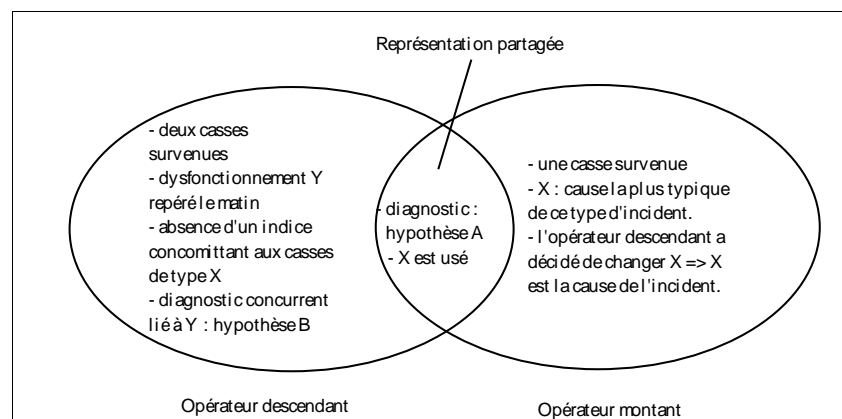 Représentation partagée
- deux casses
survenues
- dysfonctionnement Y
repéré le matin
- absence d'un indice
concomittant aux casses
de type X
- diagnostic concurrent
lié à Y : hypothèse B
- diagnostic :
hypothèse A
- X est usé
- une casse survenue
- X : cause la plus typique
de ce type d'incident.
- l'opérateur descendant a
décidé de changer X => X
est la cause de l'incident.
Opérateur descendant
Opérateur montant